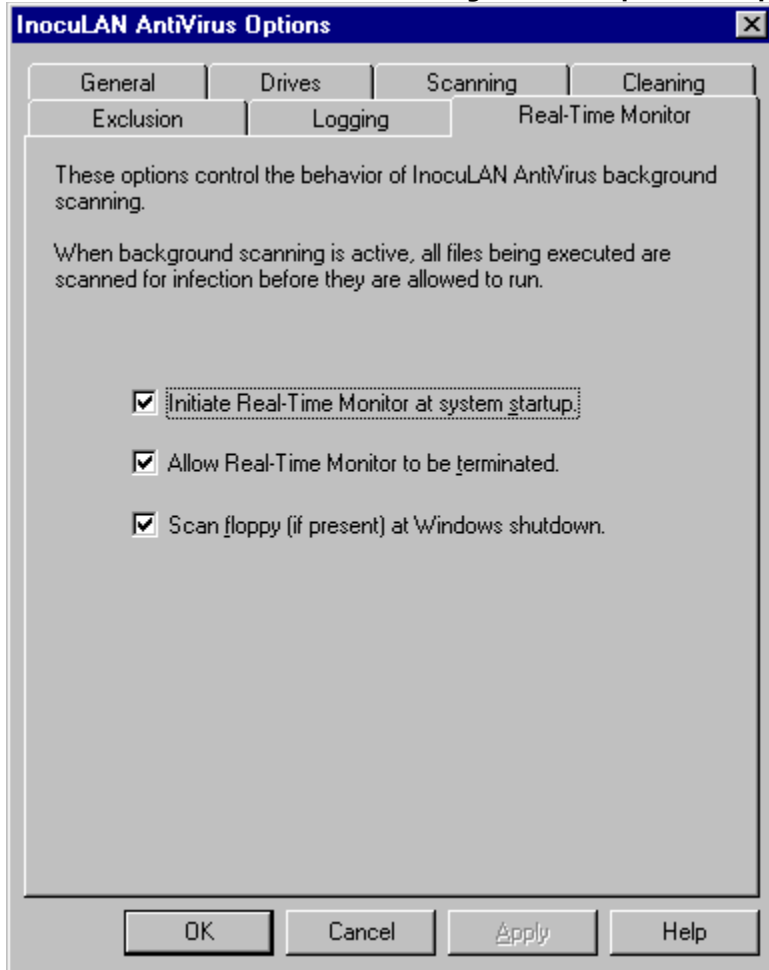 InocuLAN AntiVirus Options
General Drives Scanning Cleaning
Exclusion Logging Real-Time Monitor
These options control the behavior of InocuLAN AntiVirus background
scanning.
When background scanning is active, all files being executed are
scanned for infection before they are allowed to run.
Initiate Real-Time Monitor at system startup.
Allow Real-Time Monitor to be terminated.
Scan floppy (if present) at Windows shutdown.
OK Cancel Apply Help